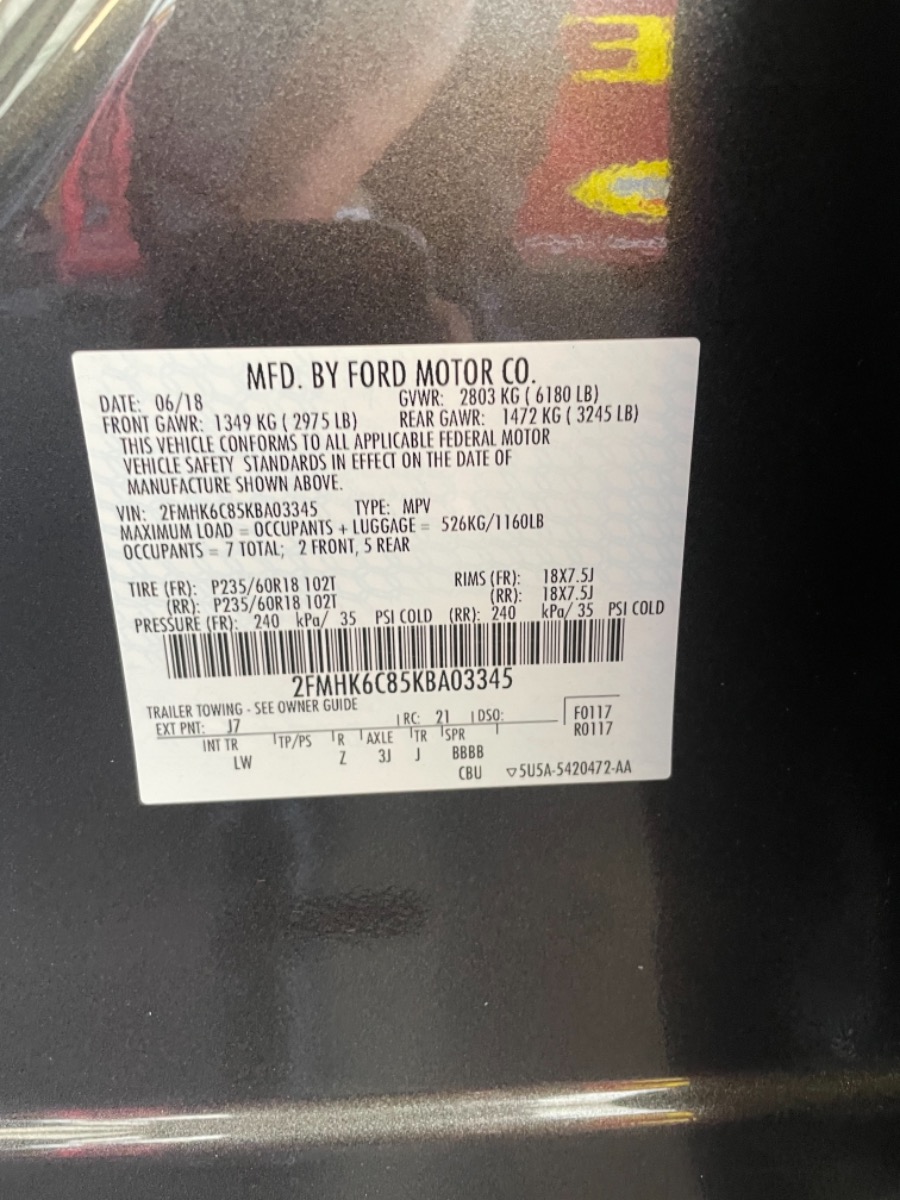 MFD. BY FORD MOTOR CO.
DATE: 06/18 GVWR: 2803 KG ( 6180 LB)
FRONT GAWR: 1349 KG ( 2975 LB) REAR GAWR: 1472 KG ( 3245 LB)
THIS VEHICLE CONFORMS TO ALL APPLICABLE FEDERAL MOTOR
VEHICLE SAFETY STANDARDS IN EFFECT ON THE DATE OF
MANUFACTURE SHOWN ABOVE.
VIN: 2FMHK6C85KBA03345 TYPE: MPV
MAXIMUM LOAD = OCCUPANTS + LUGGAGE = 526KG/1160LB
OCCUPANTS = 7 TOTAL; 2 FRONT, 5 REAR
TIRE (FR): P235/60R18 102T RIMS (FR): 18X7.5J
(RR): P235/60R18 102T (RR): 18X7.5J
PRESSURE (FR): 240 kPa/ 35 PSI COLD (RR): 240 kPa/ 35 PSI COLD
2FMHK6C85KBA03345
TRAILER TOWING - SEE OWNER GUIDE
EXT PNT: J7 RC: 21 DSO: F0117
INT TR TP/PS R AXLE TR SPR R0117
LW Z 3J J BBBB
CBU 5U5A-5420472-AA